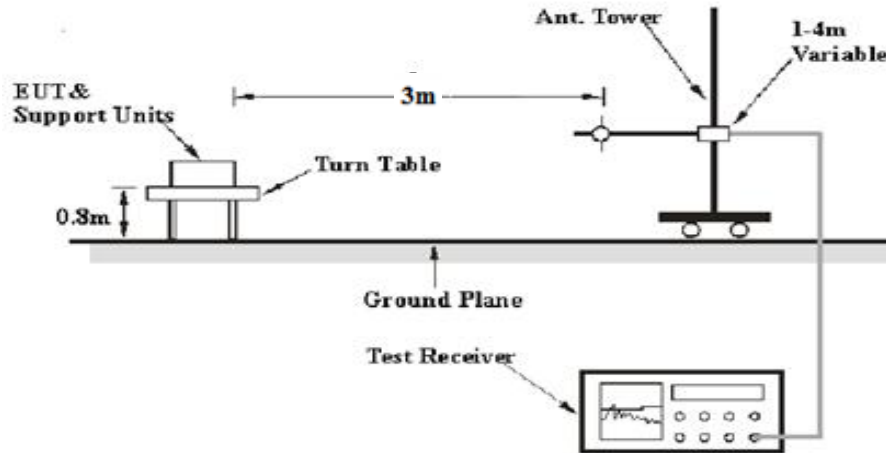 Ant. Tower
1-4m
Variable
EUT&
Support Units
3m
Turn Table
0.8m
Ground Plane
Test Receiver